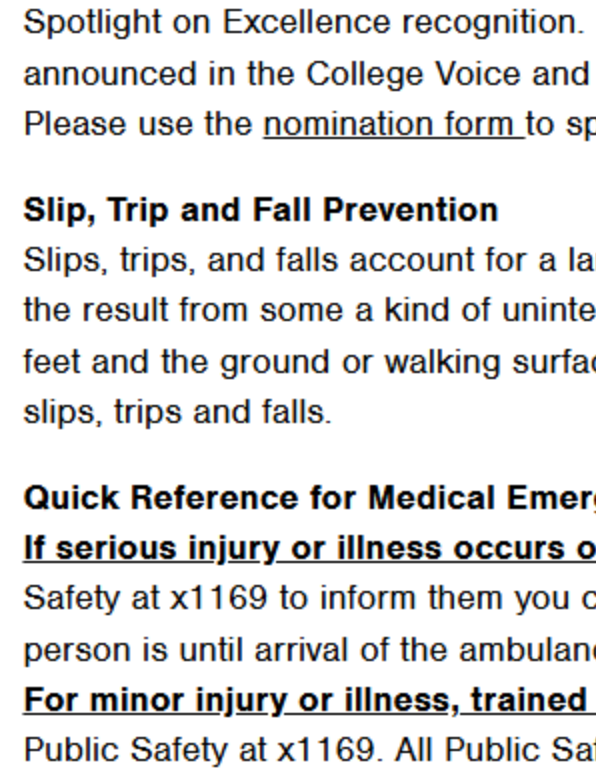 Spotlight on Excellence recognition.
announced in the College Voice and
Please use the nomination form to sp
Slip, Trip and Fall Prevention
Slips, trips, and falls account for a la
the result from some a kind of uninte
feet and the ground or walking surfac
slips, trips and falls.
Quick Reference for Medical Emerg
If serious injury or illness occurs o
Safety at x1169 to inform them you c
person is until arrival of the ambulanc
For minor injury or illness, trained
Public Safety at x1169. All Public Saf